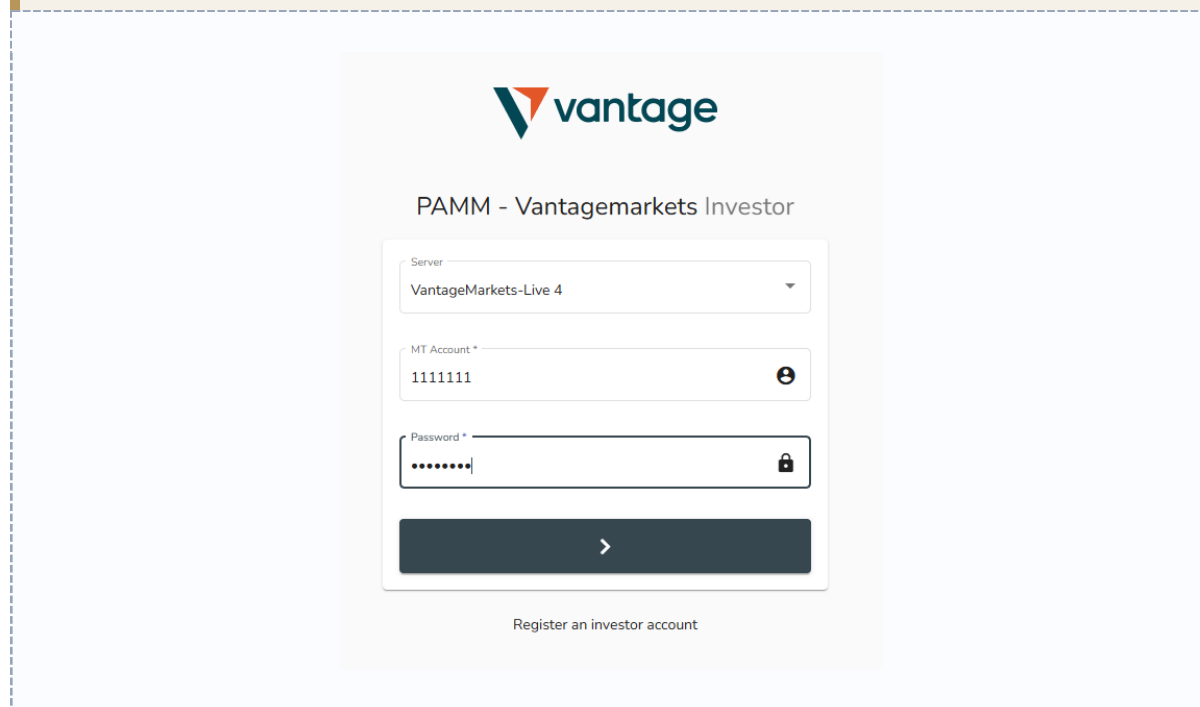 vantage
PAMM - Vantagemarkets Investor
Server
VantageMarkets-Live 4
MT Account *
1111111
Password *
••••••••
Register an investor account